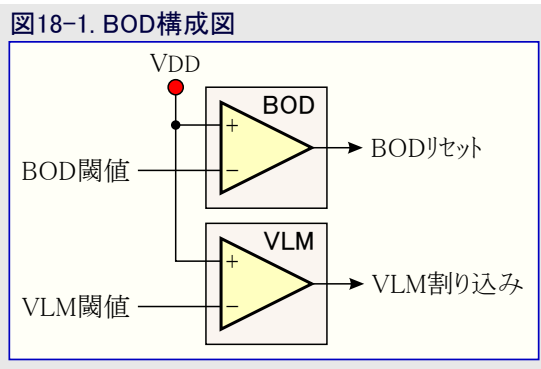 図18-1. BOD構成図
VDD
BOD
+
BOD閾値
−
BODリセット
VLM
+
VLM閾値
−
VLM割り込み